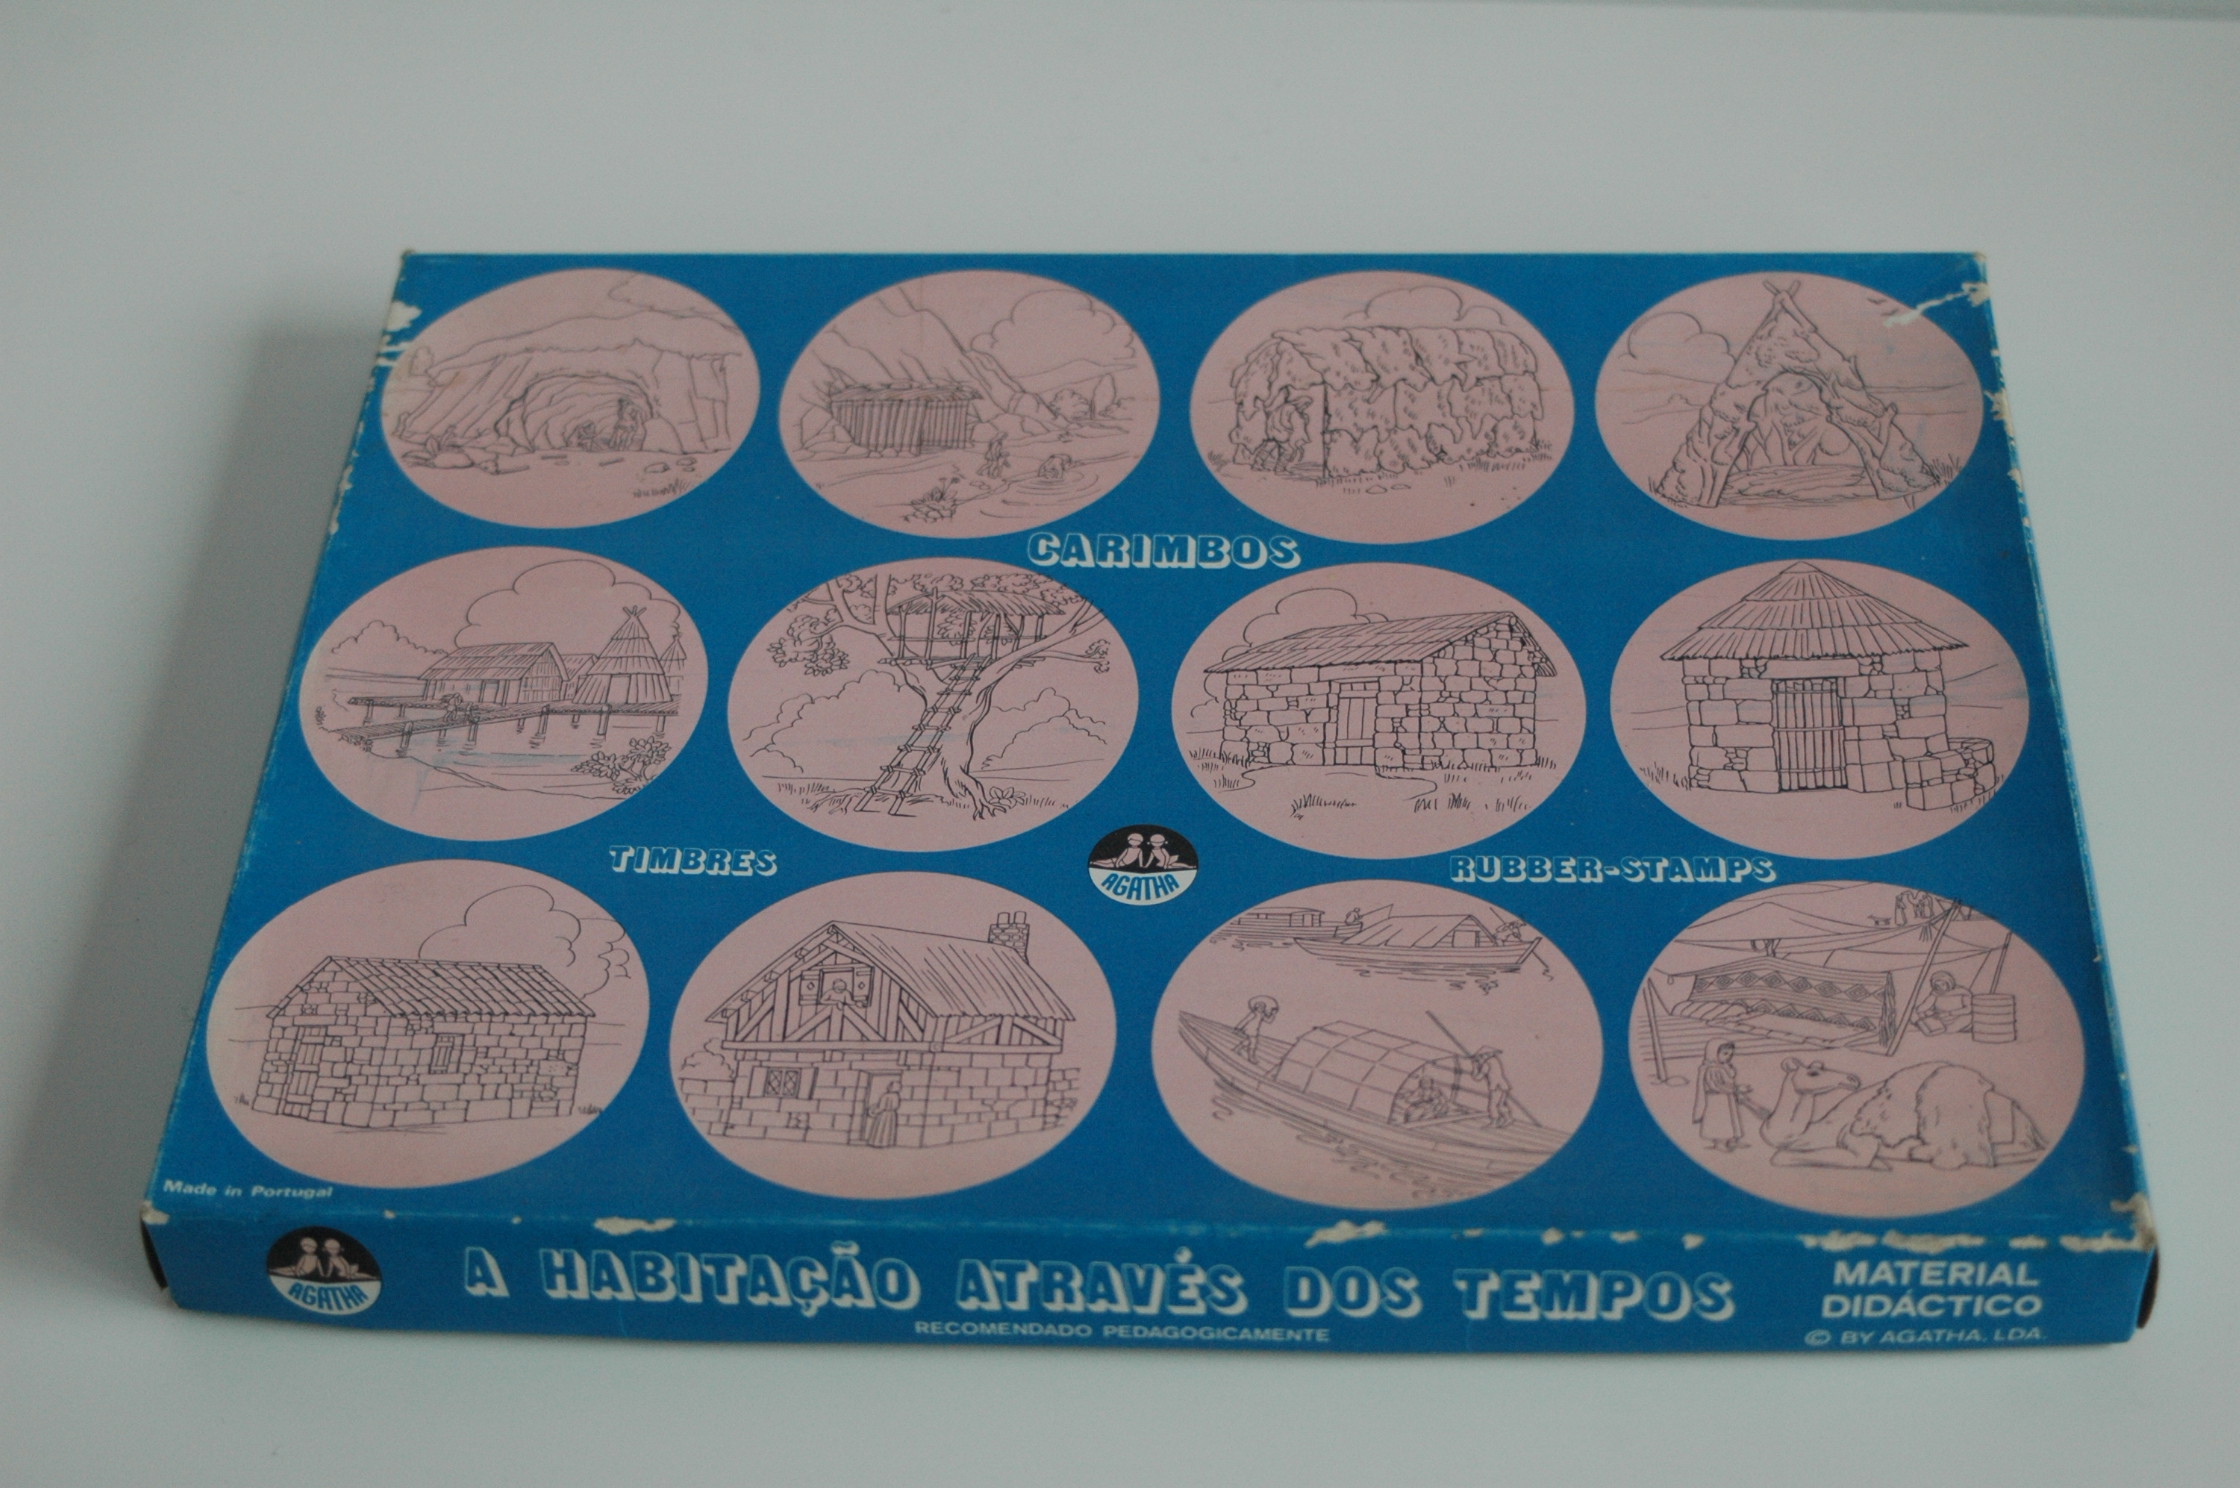 CARIMBOS
TIMBRES
AGATHA
RUBBER-STAMPS
Made in Portugal
AGATHA
A HABITAÇÃO ATRAVÉS DOS TEMPOS
RECOMENDADO PEDAGOGICAMENTE
MATERIAL
DIDÁCTICO
© BY AGATHA, LDA.